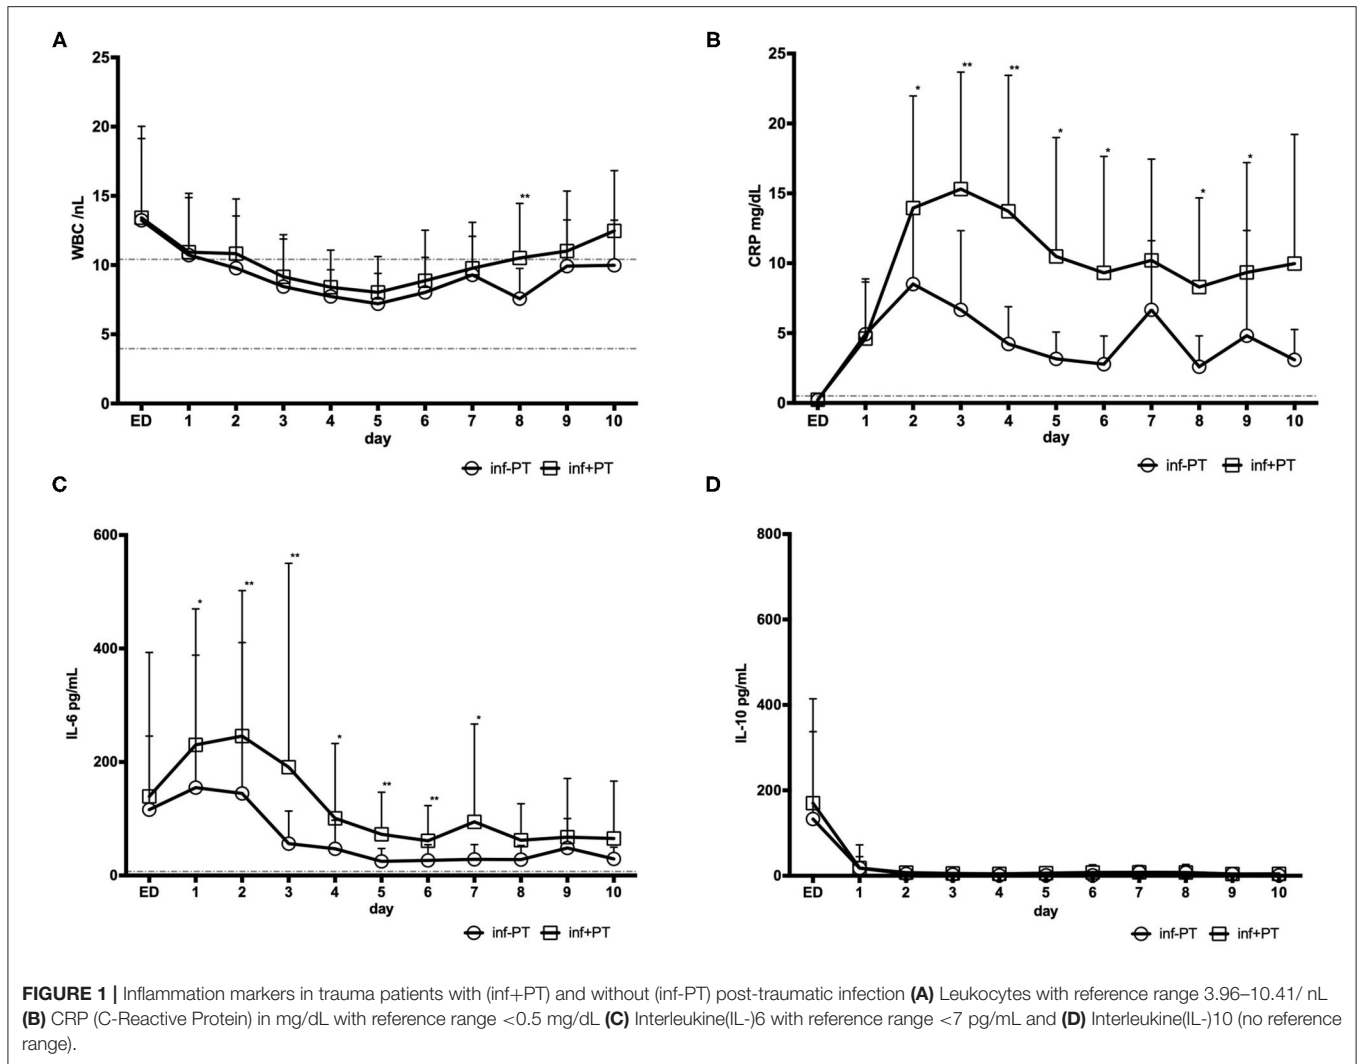 A
25
20
15
10
5
0
WBC /nL
**
ED 1 2 3 4 5 6 7 8 9 10
day
inf-PT inf+PT
B
25
20
15
10
5
0
CRP mg/dL
* ** ** * * * *
ED 1 2 3 4 5 6 7 8 9 10
day
inf-PT inf+PT
C
600
400
200
0
IL-6 pg/mL
* ** ** * ** ** *
ED 1 2 3 4 5 6 7 8 9 10
day
inf-PT inf+PT
D
800
600
400
200
0
IL-10 pg/mL
ED 1 2 3 4 5 6 7 8 9 10
day
inf-PT inf+PT
FIGURE 1 | Inflammation markers in trauma patients with (inf+PT) and without (inf-PT) post-traumatic infection (A) Leukocytes with reference range 3.96–10.41/ nL
(B) CRP (C-Reactive Protein) in mg/dL with reference range <0.5 mg/dL (C) Interleukine(IL-)6 with reference range <7 pg/mL and (D) Interleukine(IL-)10 (no reference
range).